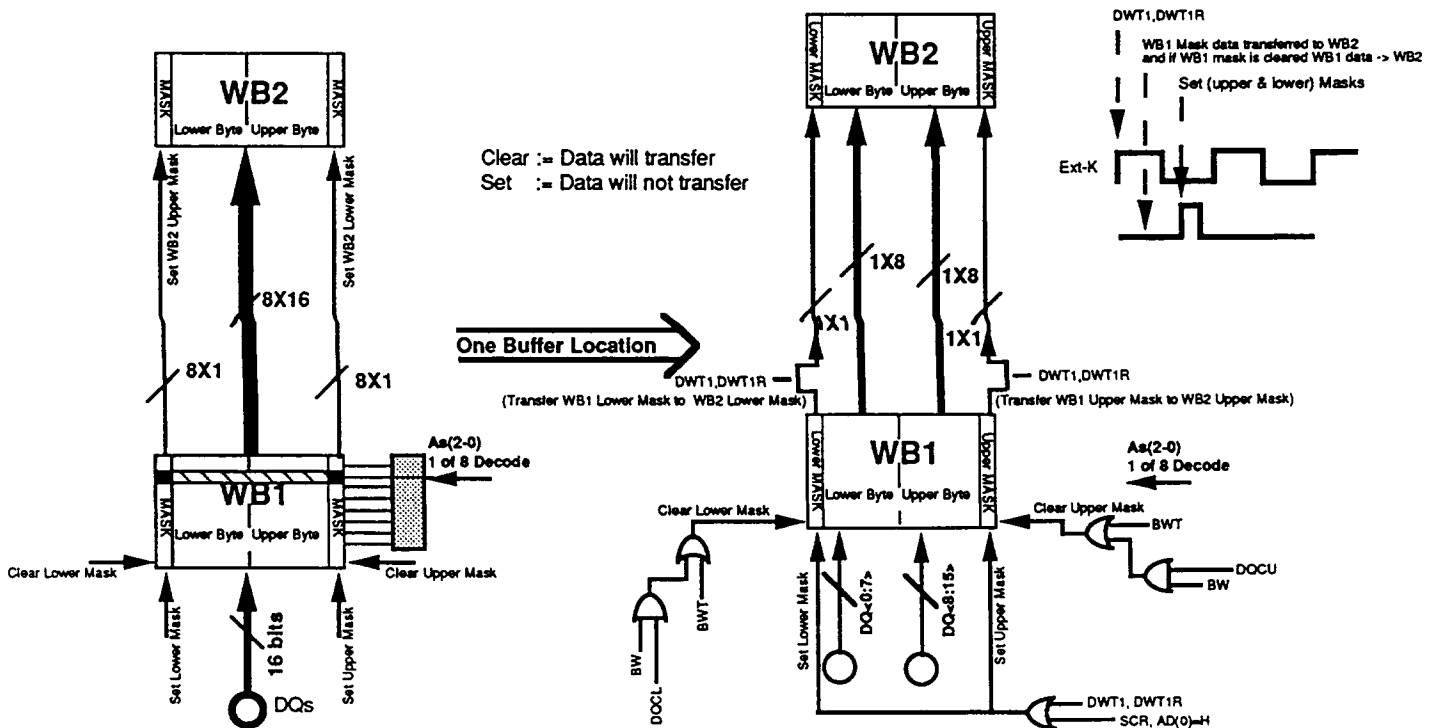 WB2
MASK
MASK
Lower Byte
Upper Byte
Set WB2 Upper Mask
Set WB2 Lower Mask
8X16
8X1
8X1
As(2-0)
1 of 8 Decode
WB1
MASK
MASK
Lower Byte
Upper Byte
Clear Lower Mask
Clear Upper Mask
Set Lower Mask
Set Upper Mask
16 bits
DQs
Clear := Data will transfer
Set := Data will not transfer
One Buffer Location
WB2
Lower MASK
Upper MASK
Lower Byte
Upper Byte
1X8
1X8
1X1
1X1
DWT1,DWT1R
DWT1,DWT1R
(Transfer WB1 Lower Mask to WB2 Lower Mask)
(Transfer WB1 Upper Mask to WB2 Upper Mask)
WB1
Lower MASK
Upper MASK
Lower Byte
Upper Byte
As(2-0)
1 of 8 Decode
Clear Lower Mask
Clear Upper Mask
BWT
DQCU
BW
BWT
BW
DQCL
Set Lower Mask
DQ<0:7>
DQ<8:15>
Set Upper Mask
DWT1, DWT1R
SCR, AD(0)=H
DWT1,DWT1R
WB1 Mask data transferred to WB2
and if WB1 mask is cleared WB1 data -> WB2
Set (upper & lower) Masks
Ext-K